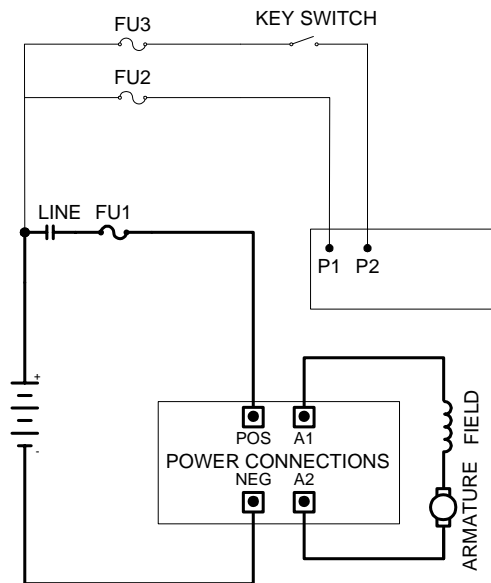 KEY SWITCH
FU3
FU2
LINE FU1
P1 P2
+
-
POS A1
POWER CONNECTIONS
NEG A2
FIELD
ARMATURE